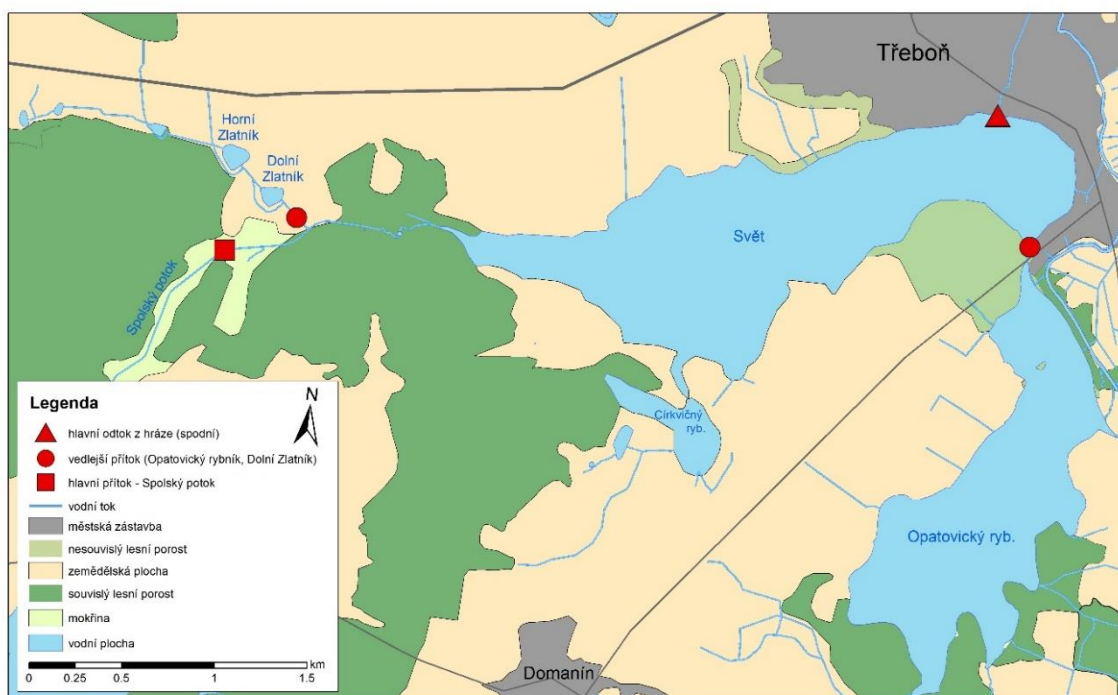 Třeboň
Horní
Zlatník
Dolní
Zlatník
Svět
Spolský potok
Církvičný
ryb.
Opatovický ryb.
Domanín
Legenda
N
hlavní odtok z hráze (spodní)
vedlejší přítok (Opatovický rybník, Dolní Zlatník)
hlavní přítok - Spolský potok
vodní tok
městská zástavba
nesouvislý lesní porost
zemědělská plocha
souvislý lesní porost
mokřina
vodní plocha
km
0 0.25 0.5 1 1.5